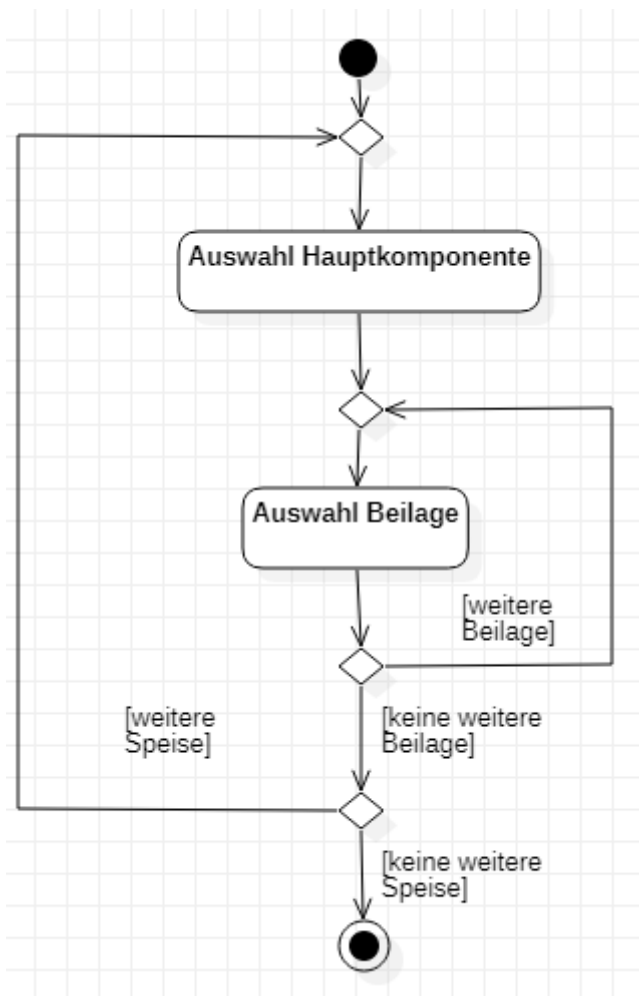 Auswahl Hauptkomponente
Auswahl Beilage
[weitere
Beilage]
[weitere
Speise]
[keine weitere
Beilage]
[keine weitere
Speise]